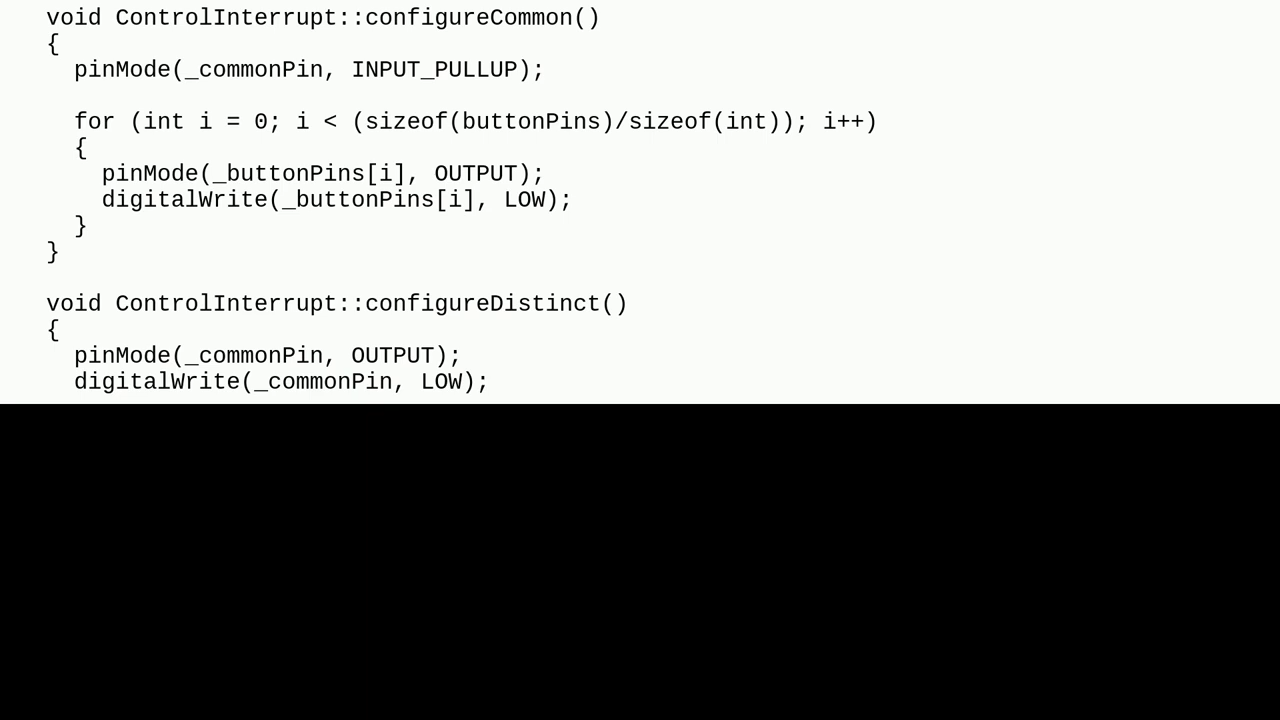 void ControlInterrupt::configureCommon()
{
  pinMode(_commonPin, INPUT_PULLUP);

  for (int i = 0; i < (sizeof(buttonPins)/sizeof(int)); i++)
  {
    pinMode(_buttonPins[i], OUTPUT);
    digitalWrite(_buttonPins[i], LOW);
  }
}

void ControlInterrupt::configureDistinct()
{
  pinMode(_commonPin, OUTPUT);
  digitalWrite(_commonPin, LOW);